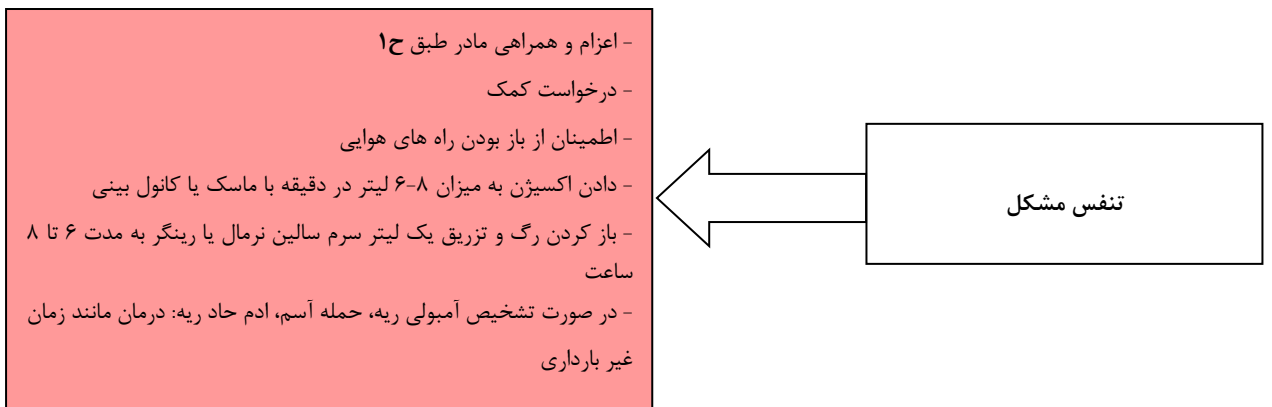 تنفس مشکل
- اعزام و همراهی مادر طبق ح۱
- درخواست کمک
- اطمینان از باز بودن راه های هوایی
- دادن اکسیژن به میزان ۸-۶ لیتر در دقیقه با ماسک یا کانول بینی
- باز کردن رگ و تزریق یک لیتر سرم سالین نرمال یا رینگر به مدت ۶ تا ۸
ساعت
- در صورت تشخیص آمبولی ریه، حمله آسم، ادم حاد ریه: درمان مانند زمان
غیر بارداری